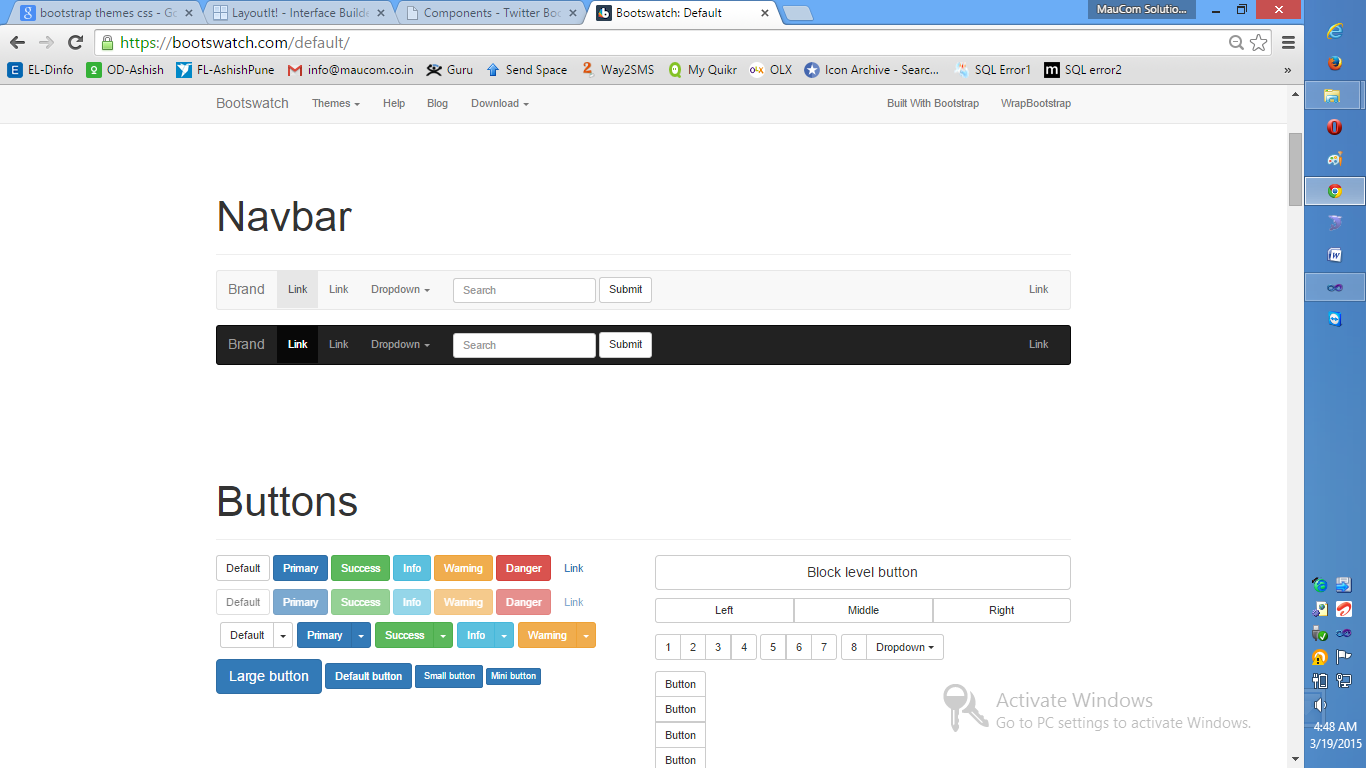 bootstrap themes css - Go
LayoutIt! - Interface Builde
Components - Twitter Boo
Bootswatch: Default
MauCom Solutio...
https://bootswatch.com/default/
EL-Dinfo OD-Ashish FL-AshishPune info@maucom.co.in Guru Send Space Way2SMS My Quikr OLX Icon Archive - Searc... SQL Error1 SQL error2 »
Bootswatch Themes Help Blog Download Built With Bootstrap WrapBootstrap
Navbar
Brand Link Link Dropdown Search Submit Link
Brand Link Link Dropdown Search Submit Link
Buttons
Default Primary Success Info Warning Danger Link
Default Primary Success Info Warning Danger Link
Default Primary Success Info Warning
Large button Default button Small button Mini button
Block level button
Left Middle Right
1 2 3 4 5 6 7 8 Dropdown
Button
Button
Button
Button
Activate Windows
Go to PC settings to activate Windows.
4:48 AM
3/19/2015